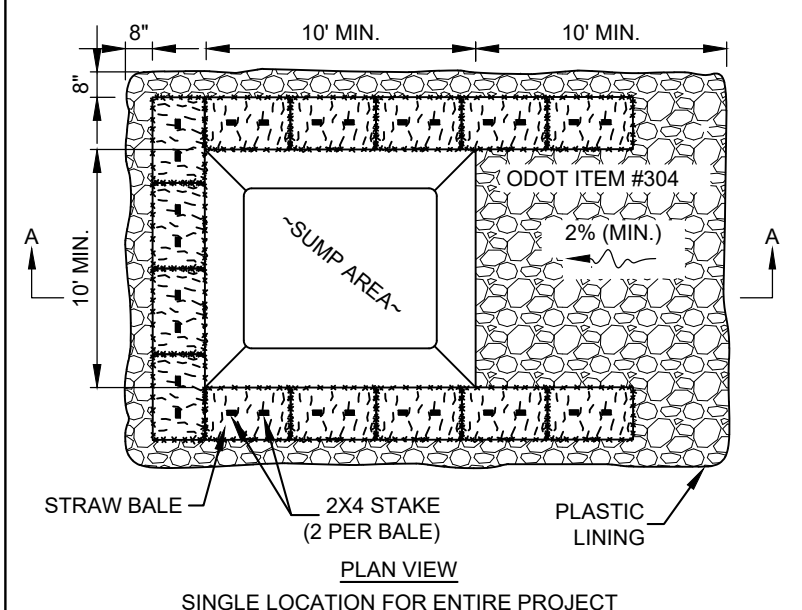 8"
10' MIN.
10' MIN.
8"
ODOT ITEM #304
2% (MIN.)
~SUMP AREA~
A
A
10' MIN.
STRAW BALE
2X4 STAKE
(2 PER BALE)
PLASTIC
LINING
PLAN VIEW
SINGLE LOCATION FOR ENTIRE PROJECT